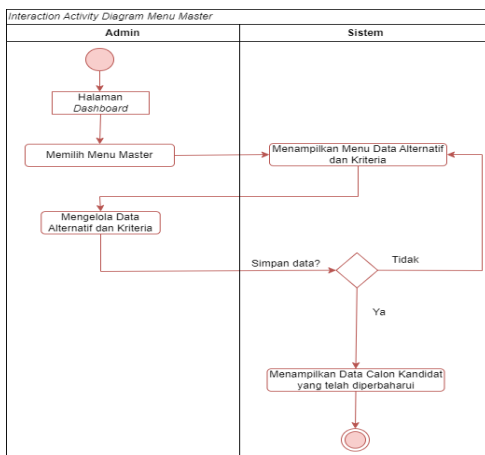 Interaction Activity Diagram Menu Master
Admin
Sistem
Halaman
Dashboard
Memilih Menu Master
Menampilkan Menu Data Alternatif
dan Kriteria
Mengelola Data
Alternatif dan Kriteria
Simpan data?
Tidak
Ya
Menampilkan Data Calon Kandidat
yang telah diperbaharui